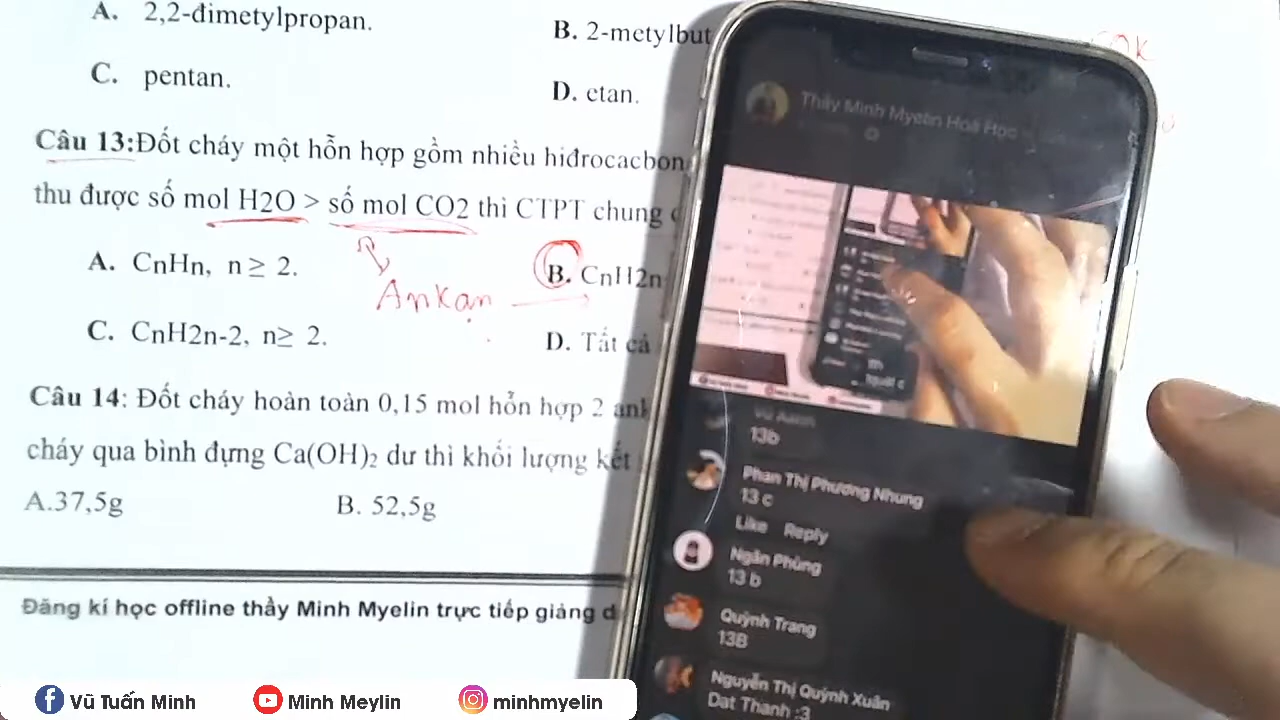 A. 2,2-đimetylpropan.
B. 2-metylbut
C. pentan.
D. etan.
Câu 13:Đốt cháy một hỗn hợp gồm nhiều hiđrocacbon
thu được số mol H2O > số mol CO2 thì CTPT chung
A. CnHn, n ≥ 2.
B. CnH2n
Ankan
C. CnH2n-2, n≥ 2.
D. Tất cả
Câu 14: Đốt cháy hoàn toàn 0,15 mol hỗn hợp 2
cháy qua bình đựng Ca(OH)2 dư thì khối lượng kết
A.37,5g
B. 52,5g
Đăng kí học offline thầy Minh Myelin trực tiếp giảng
Thầy Minh Myelin Hoá Học
13b
Phan Thị Phương Nhung
13 c
Like Reply
Ngân Phùng
13 b
Quỳnh Trang
13B
Nguyễn Thị Quỳnh Xuân
Dat Thanh :3
Vũ Tuấn Minh
Minh Meylin
minhmyelin